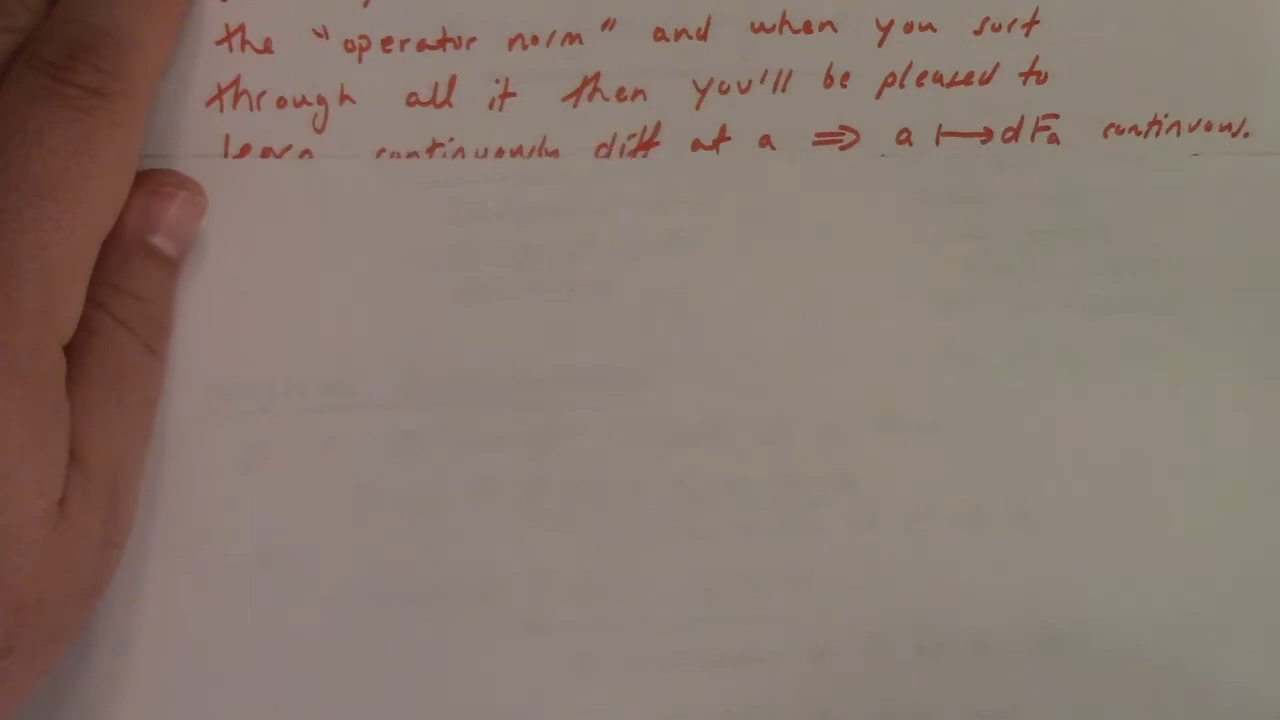 the "operator norm" and when you sort
through all it then you'll be pleased to
learn continuously diff at a ⇒ a ↦ dFₐ continuous.